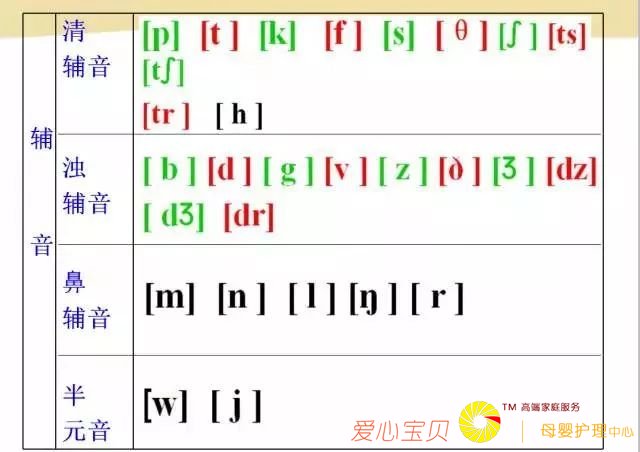 辅音
清辅音
[p] [t ] [k] [f ] [s] [ θ ] [ʃ ] [ts]
[tʃ]
[tr ] [ h ]
浊辅音
[ b ] [d ] [ g ] [v ] [ z ] [ð ] [ʒ ] [dz]
[ dʒ] [dr]
鼻辅音
[m] [n ] [ l ] [ŋ ] [ r ]
半元音
[w] [ j ]
爱心宝贝
TM 高端家庭服务
母婴护理中心